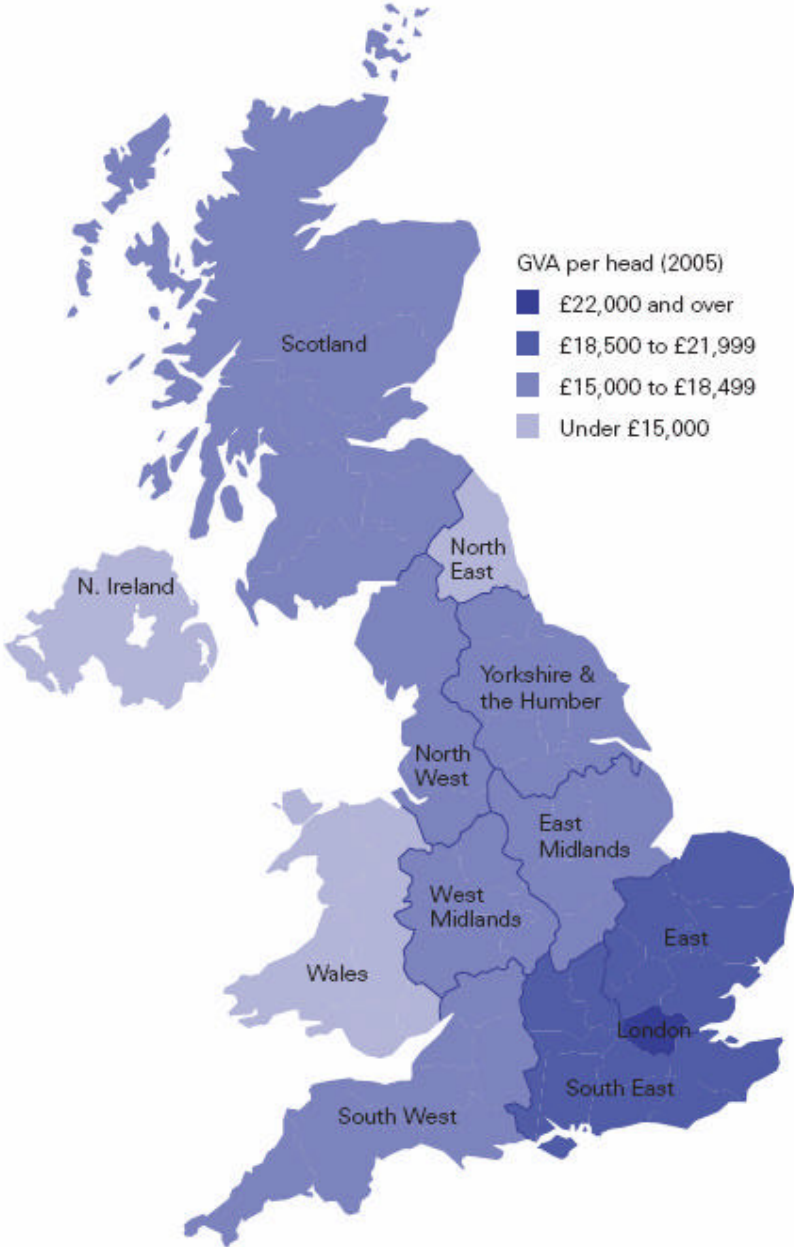 GVA per head (2005)
£22,000 and over
£18,500 to £21,999
£15,000 to £18,499
Under £15,000
Scotland
North
East
N. Ireland
Yorkshire &
the Humber
North
West
East
Midlands
West
Midlands
East
Wales
London
South East
South West